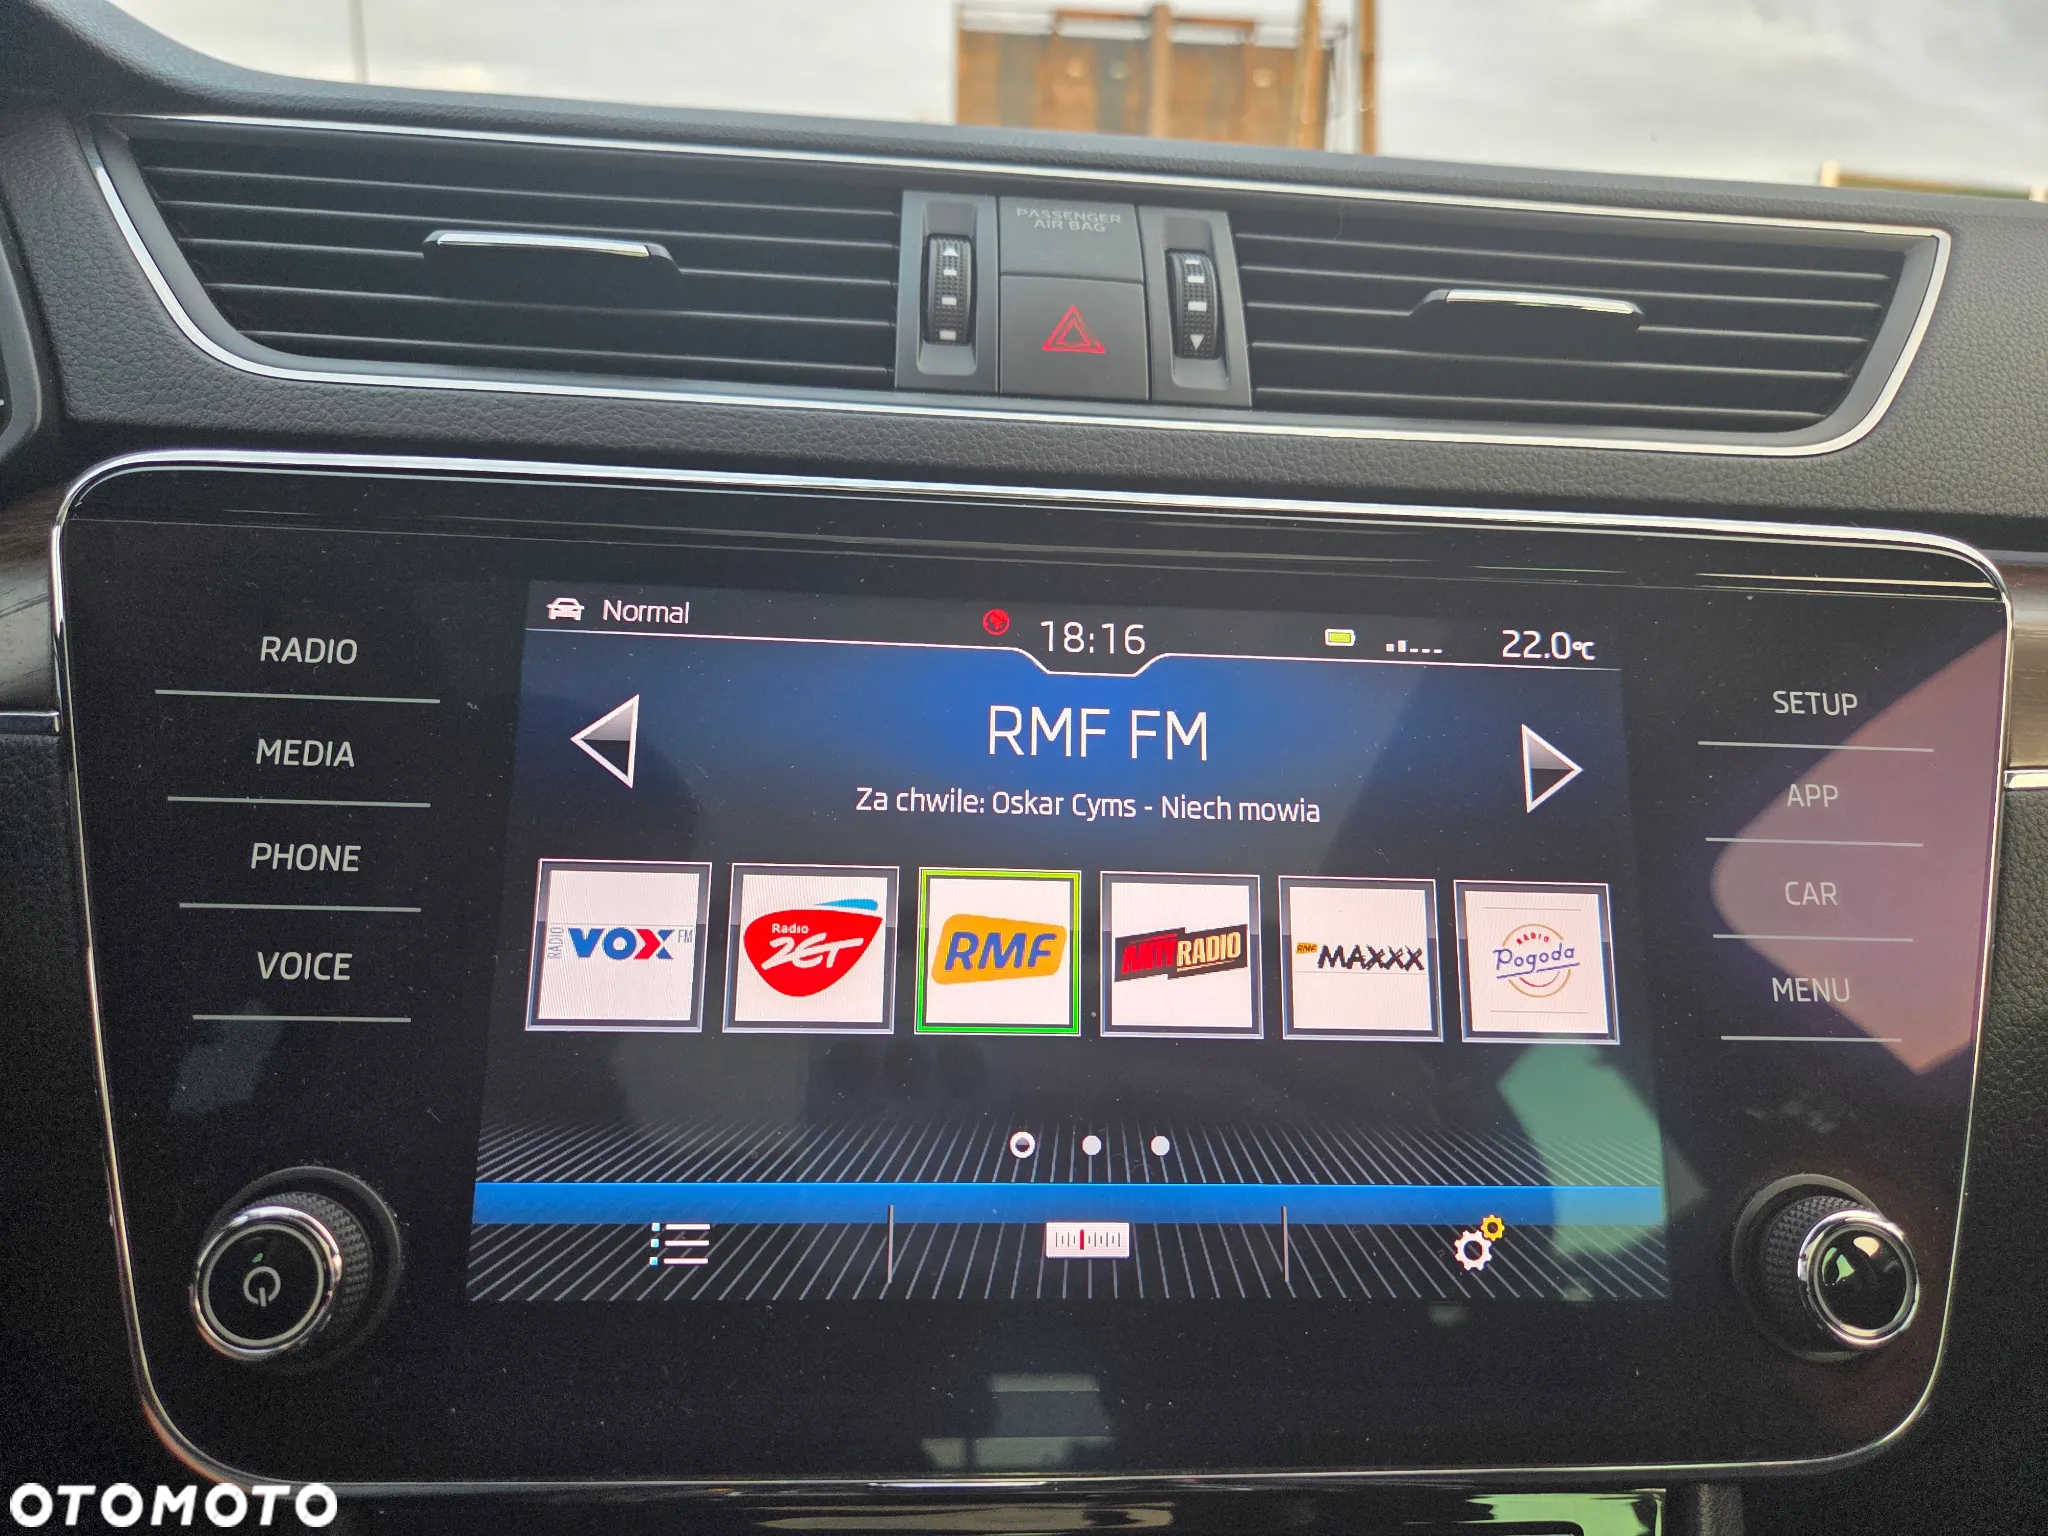 PASSENGER
AIR BAG
Normal
18:16
22.0°C
RADIO
MEDIA
PHONE
VOICE
RMF FM
Za chwile: Oskar Cyms - Niech mowia
RADIO VOX FM
Radio
ZET
RMF
ANTYRADIO
RMF MAXXX
RADIO
Pogoda
SETUP
APP
CAR
MENU
OTOMOTO